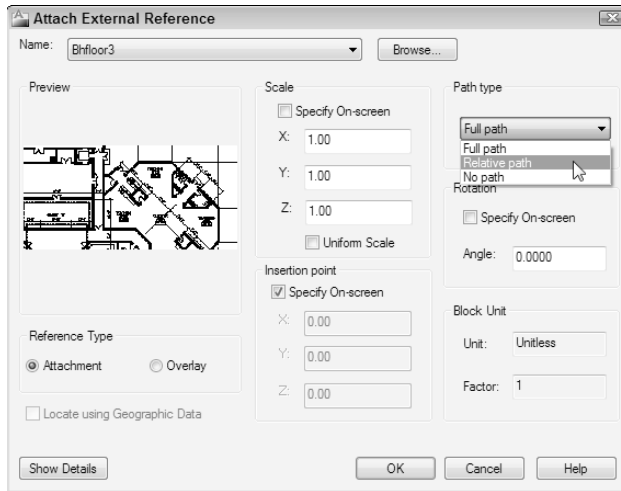 Attach External Reference
Name: Bhfloor3 Browse...
Preview
Scale
Specify On-screen
X: 1.00
Y: 1.00
Z: 1.00
Uniform Scale
Path type
Full path
Full path
Relative path
No path
Rotation
Specify On-screen
Angle: 0.0000
Insertion point
Specify On-screen
X: 0.00
Y: 0.00
Z: 0.00
Block Unit
Unit: Unitless
Factor: 1
Reference Type
Attachment Overlay
Locate using Geographic Data
Show Details OK Cancel Help